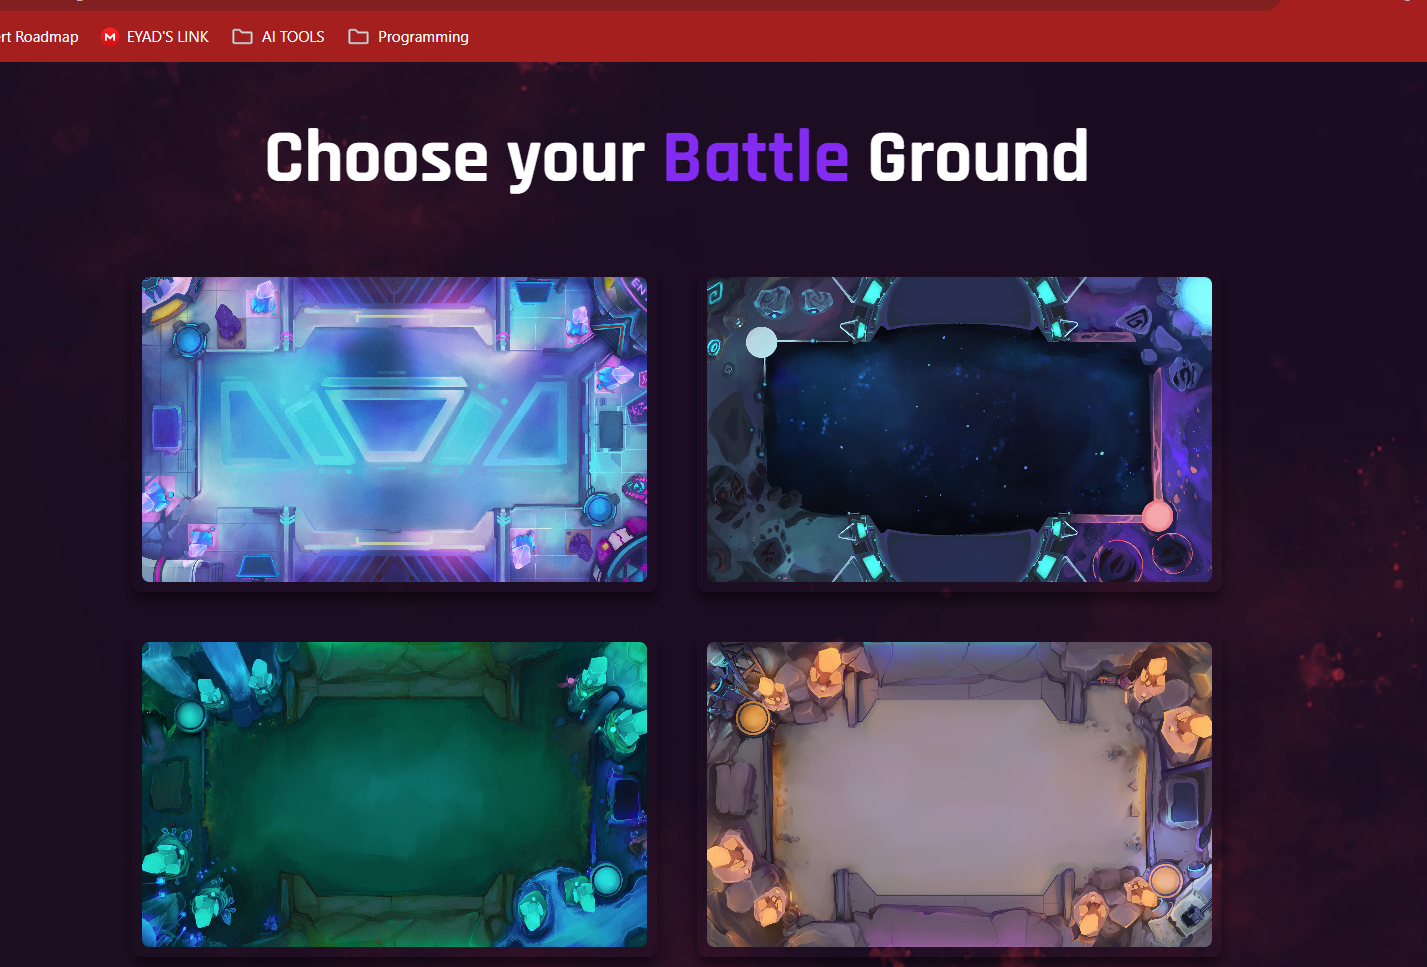 rt Roadmap EYAD'S LINK AI TOOLS Programming
Choose your Battle Ground